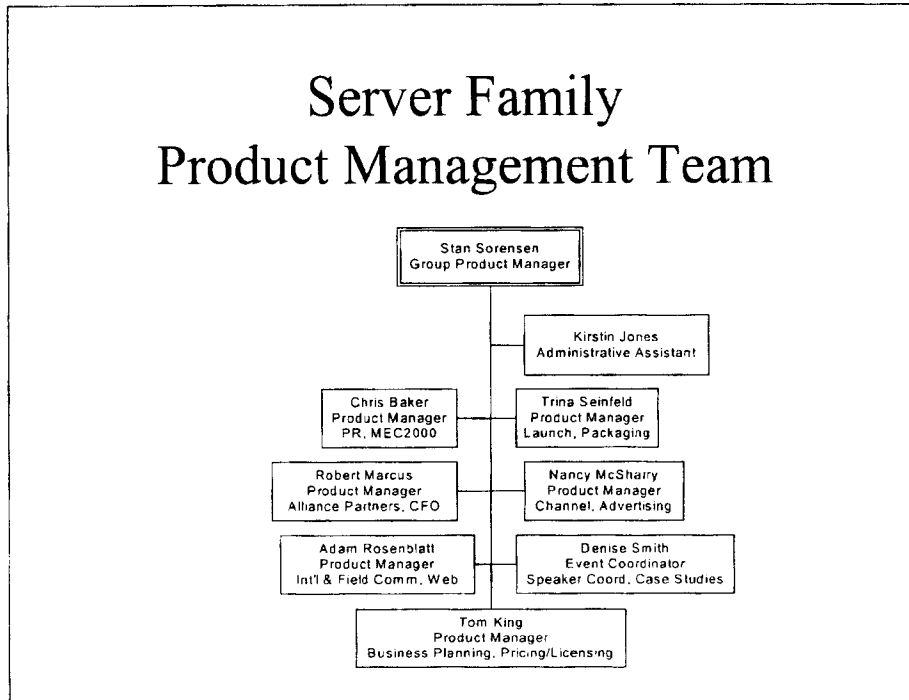 Server Family
Product Management Team
Stan Sorensen
Group Product Manager
Kirstin Jones
Administrative Assistant
Chris Baker
Product Manager
PR, MEC2000
Trina Seinfeld
Product Manager
Launch, Packaging
Robert Marcus
Product Manager
Alliance Partners, CFO
Nancy McSharry
Product Manager
Channel, Advertising
Adam Rosenblatt
Product Manager
Int'l & Field Comm, Web
Denise Smith
Event Coordinator
Speaker Coord, Case Studies
Tom King
Product Manager
Business Planning, Pricing/Licensing